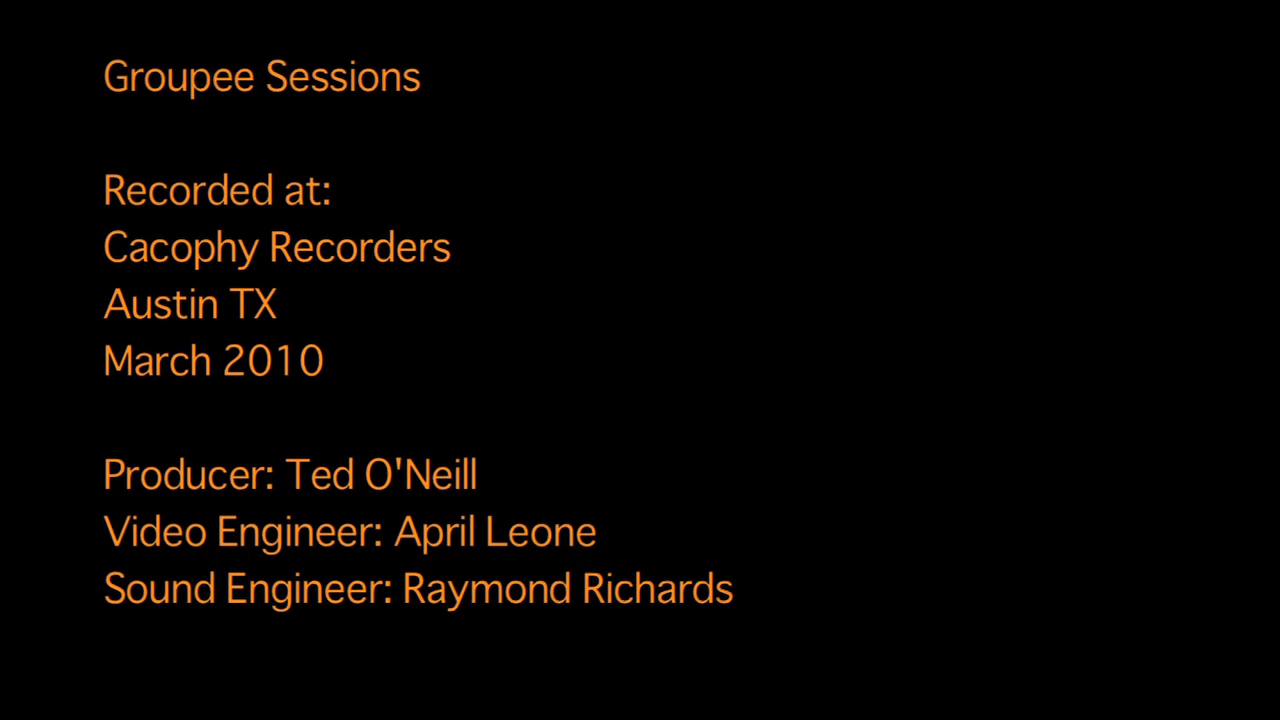 Groupee Sessions
Recorded at:
Cacophy Recorders
Austin TX
March 2010
Producer: Ted O'Neill
Video Engineer: April Leone
Sound Engineer: Raymond Richards